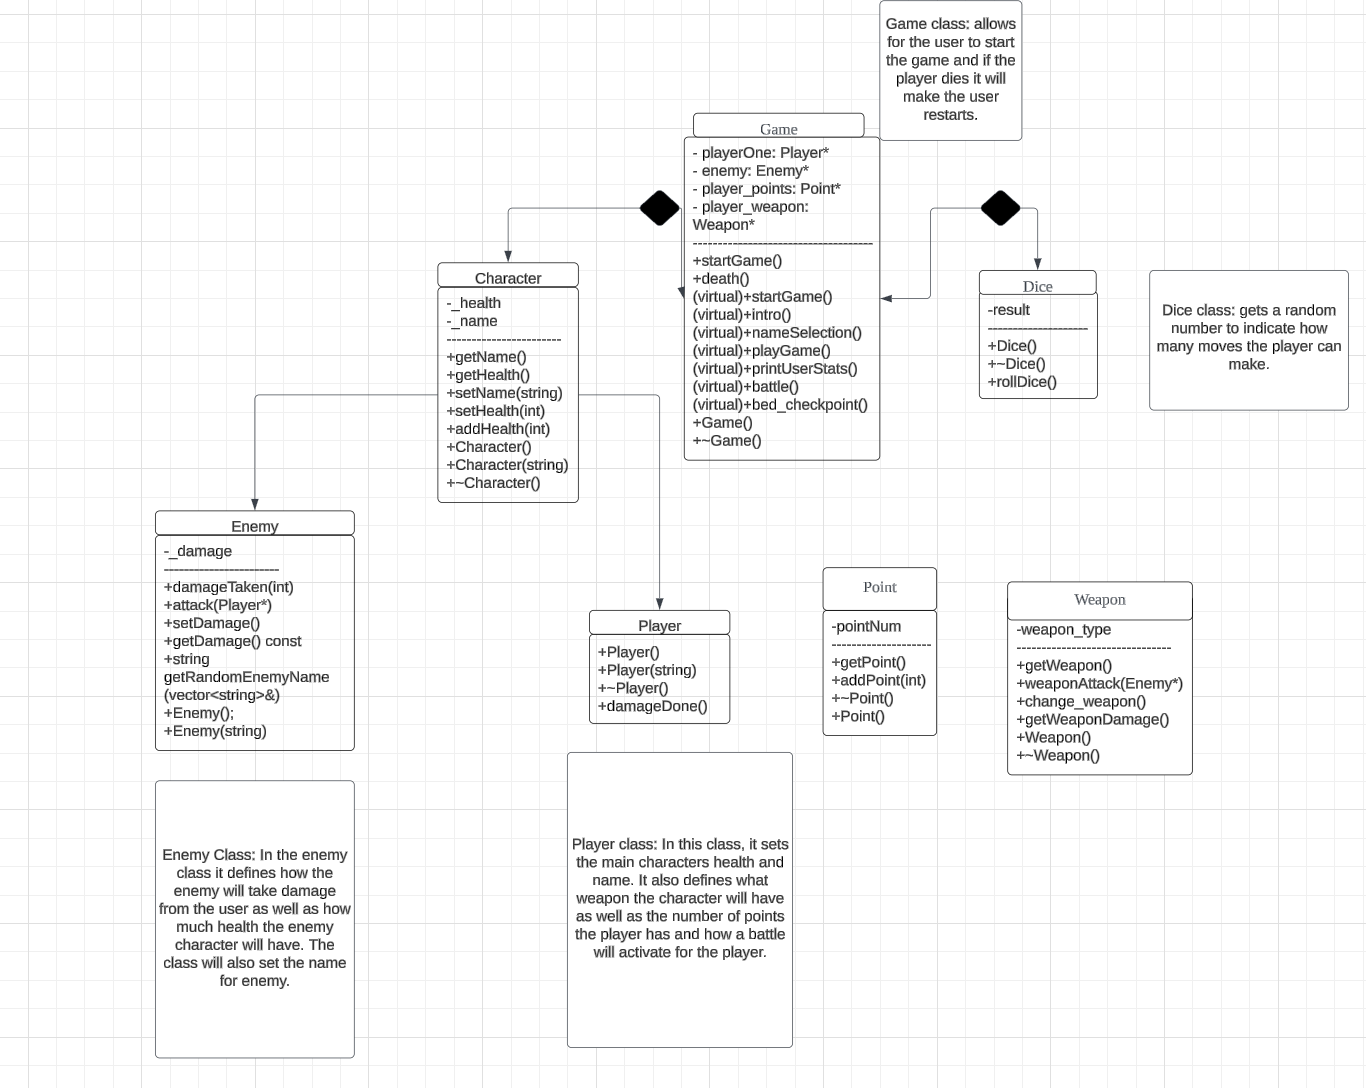 Game class: allows
for the user to start
the game and if the
player dies it will
make the user
restarts.
Game
- playerOne: Player*
- enemy: Enemy*
- player_points: Point*
- player_weapon:
Weapon*
------------------------------------
+startGame()
+death()
(virtual)+startGame()
(virtual)+intro()
(virtual)+nameSelection()
(virtual)+playGame()
(virtual)+printUserStats()
(virtual)+battle()
(virtual)+bed_checkpoint()
+Game()
+~Game()
Character
-_health
-_name
-----------------------
+getName()
+getHealth()
+setName(string)
+setHealth(int)
+addHealth(int)
+Character()
+Character(string)
+~Character()
Dice
-result
--------------------
+Dice()
+~Dice()
+rollDice()
Dice class: gets a random
number to indicate how
many moves the player can
make.
Enemy
-_damage
-----------------------
+damageTaken(int)
+attack(Player*)
+setDamage()
+getDamage() const
+string
getRandomEnemyName
(vector<string>&)
+Enemy();
+Enemy(string)
Player
+Player()
+Player(string)
+~Player()
+damageDone()
Point
-pointNum
--------------------
+getPoint()
+addPoint(int)
+~Point()
+Point()
Weapon
-weapon_type
-------------------------------
+getWeapon()
+weaponAttack(Enemy*)
+change_weapon()
+getWeaponDamage()
+Weapon()
+~Weapon()
Enemy Class: In the enemy
class it defines how the
enemy will take damage
from the user as well as how
much health the enemy
character will have. The
class will also set the name
for enemy.
Player class: In this class, it sets
the main characters health and
name. It also defines what
weapon the character will have
as well as the number of points
the player has and how a battle
will activate for the player.